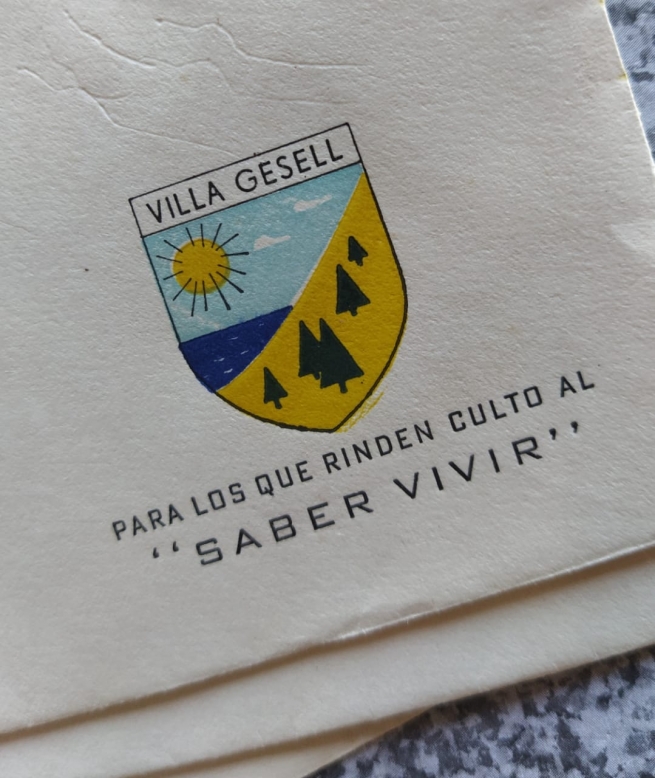 VILLA GESELL
PARA LOS QUE RINDEN CULTO AL
‘‘SABER VIVIR’’